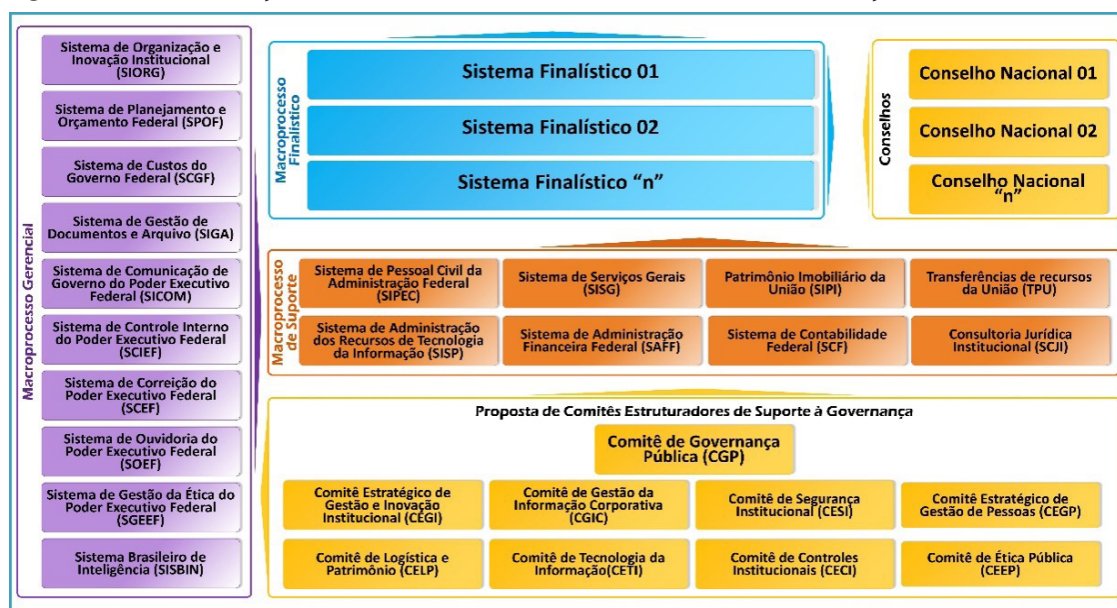 Macroprocesso Gerencial
Sistema de Organização e
Inovação Institucional
(SIORG)
Sistema de Planejamento e
Orçamento Federal (SPOF)
Sistema de Custos do
Governo Federal (SCGF)
Sistema de Gestão de
Documentos e Arquivo (SIGA)
Sistema de Comunicação de
Governo do Poder Executivo
Federal (SICOM)
Sistema de Controle Interno
do Poder Executivo Federal
(SCIEF)
Sistema de Correição do
Poder Executivo Federal
(SCEF)
Sistema de Ouvidoria do
Poder Executivo Federal
(SOEF)
Sistema de Gestão da Ética do
Poder Executivo Federal
(SGEEF)
Sistema Brasileiro de
Inteligência (SISBIN)
Macroprocesso
Finalístico
Sistema Finalístico 01
Sistema Finalístico 02
Sistema Finalístico “n”
Conselhos
Conselho Nacional 01
Conselho Nacional 02
Conselho Nacional
“n”
Macroprocesso
de Suporte
Sistema de Pessoal Civil da
Administração Federal
(SIPEC)
Sistema de Serviços Gerais
(SISG)
Patrimônio Imobiliário da
União (SIPI)
Transferências de recursos
da União (TPU)
Sistema de Administração
dos Recursos de Tecnologia
da Informação (SISP)
Sistema de Administração
Financeira Federal (SAFF)
Sistema de Contabilidade
Federal (SCF)
Consultoria Jurídica
Institucional (SCJI)
Proposta de Comitês Estruturadores de Suporte à Governança
Comitê de Governança
Pública (CGP)
Comitê Estratégico de
Gestão e Inovação
Institucional (CEGI)
Comitê de Gestão da
Informação Corporativa
(CGIC)
Comitê de Segurança
Institucional (CESI)
Comitê Estratégico de
Gestão de Pessoas (CEGP)
Comitê de Logística e
Patrimônio (CELP)
Comitê de Tecnologia da
Informação(CETI)
Comitê de Controles
Institucionais (CECI)
Comitê de Ética Pública
(CEEP)